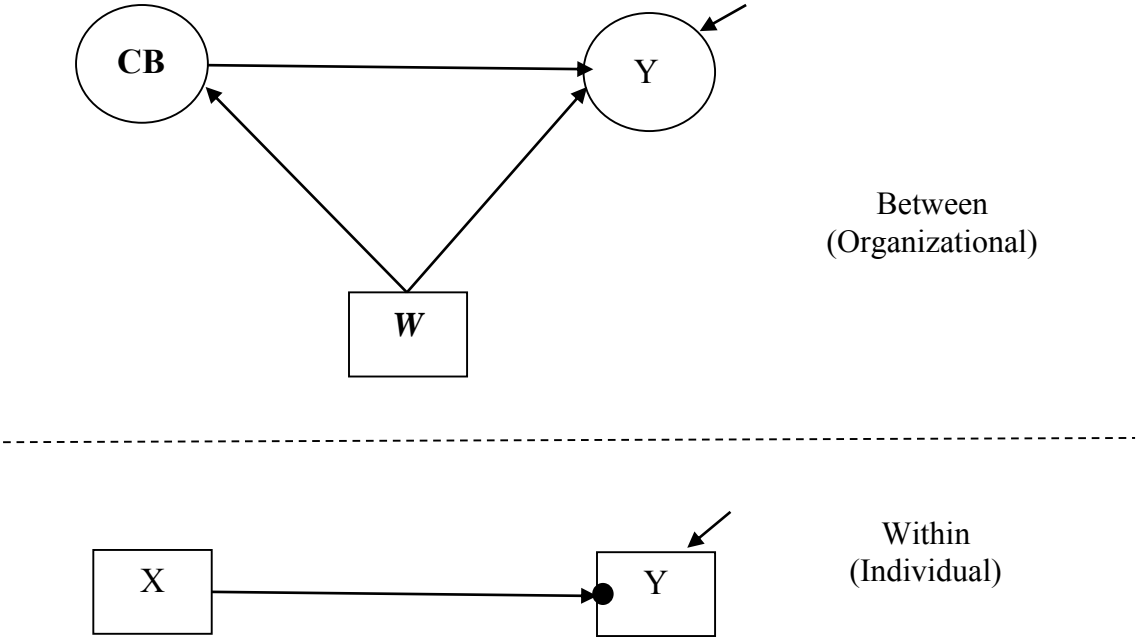 CB
Y
Between
(Organizational)
W
X
Y
Within
(Individual)